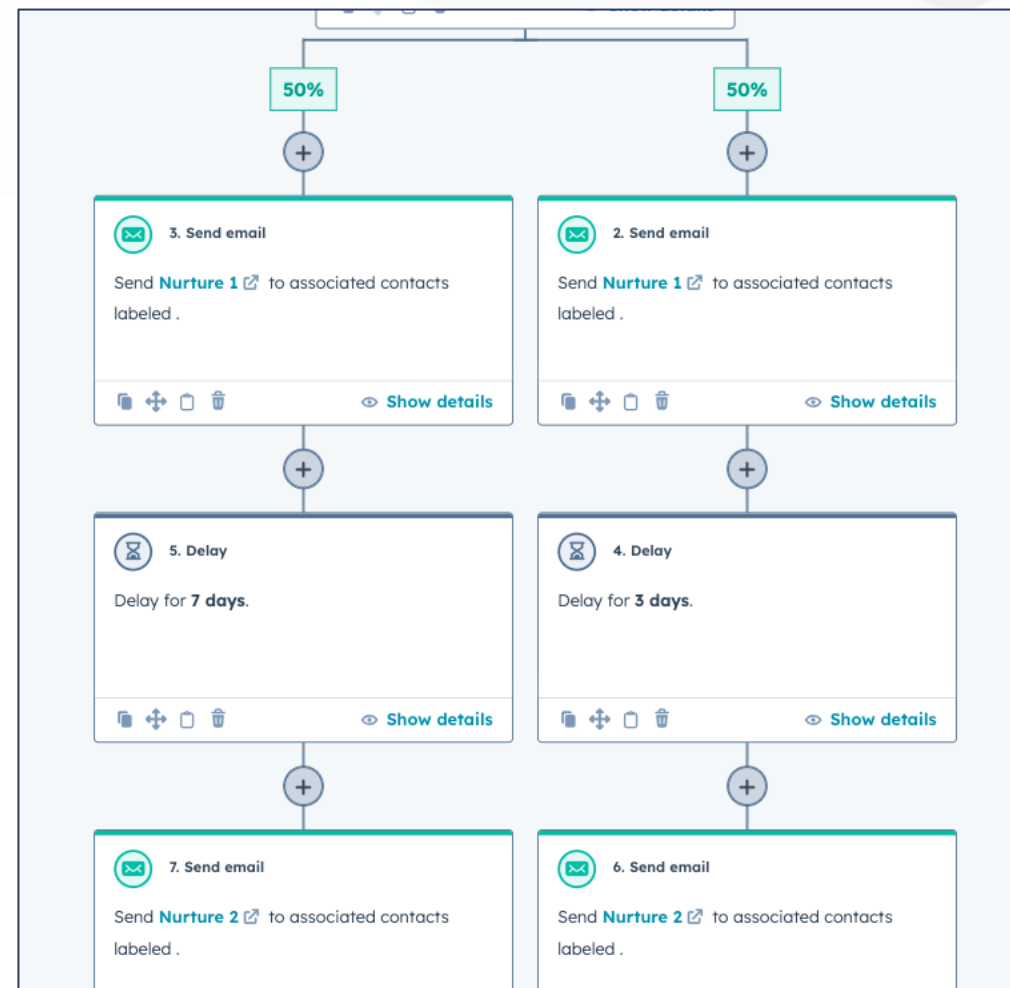 Show details
50%
50%
3. Send email
Send Nurture 1 to associated contacts
labeled .
Show details
2. Send email
Send Nurture 1 to associated contacts
labeled .
Show details
5. Delay
Delay for 7 days.
Show details
4. Delay
Delay for 3 days.
Show details
7. Send email
Send Nurture 2 to associated contacts
labeled .
6. Send email
Send Nurture 2 to associated contacts
labeled .